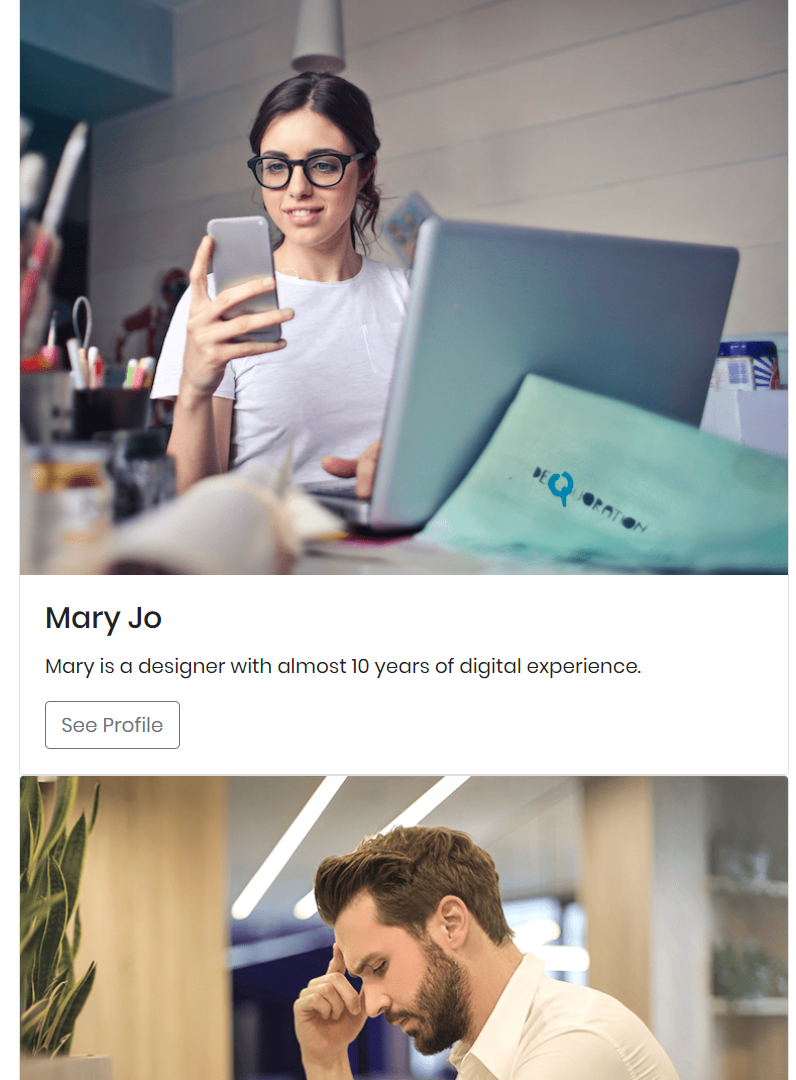 DEQUORATION
Mary Jo
Mary is a designer with almost 10 years of digital experience.
See Profile